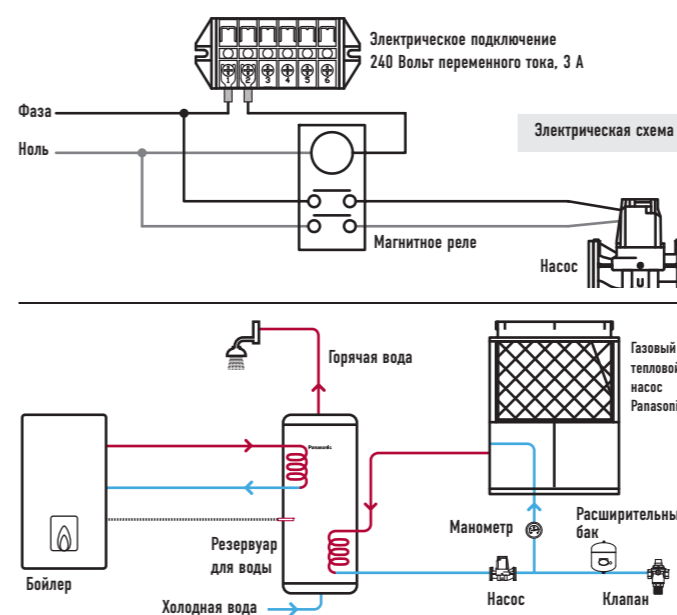 Электрическое подключение
240 Вольт переменного тока, 3 А
1 2 3 4 5 6
Фаза
Ноль
Электрическая схема
Магнитное реле
Насос
Горячая вода
Газовый
тепловой
насос
Panasonic
Panasoni
Манометр
Расширительны
бак
Резервуар
для воды
Бойлер
Насос
Клапан
Холодная вода